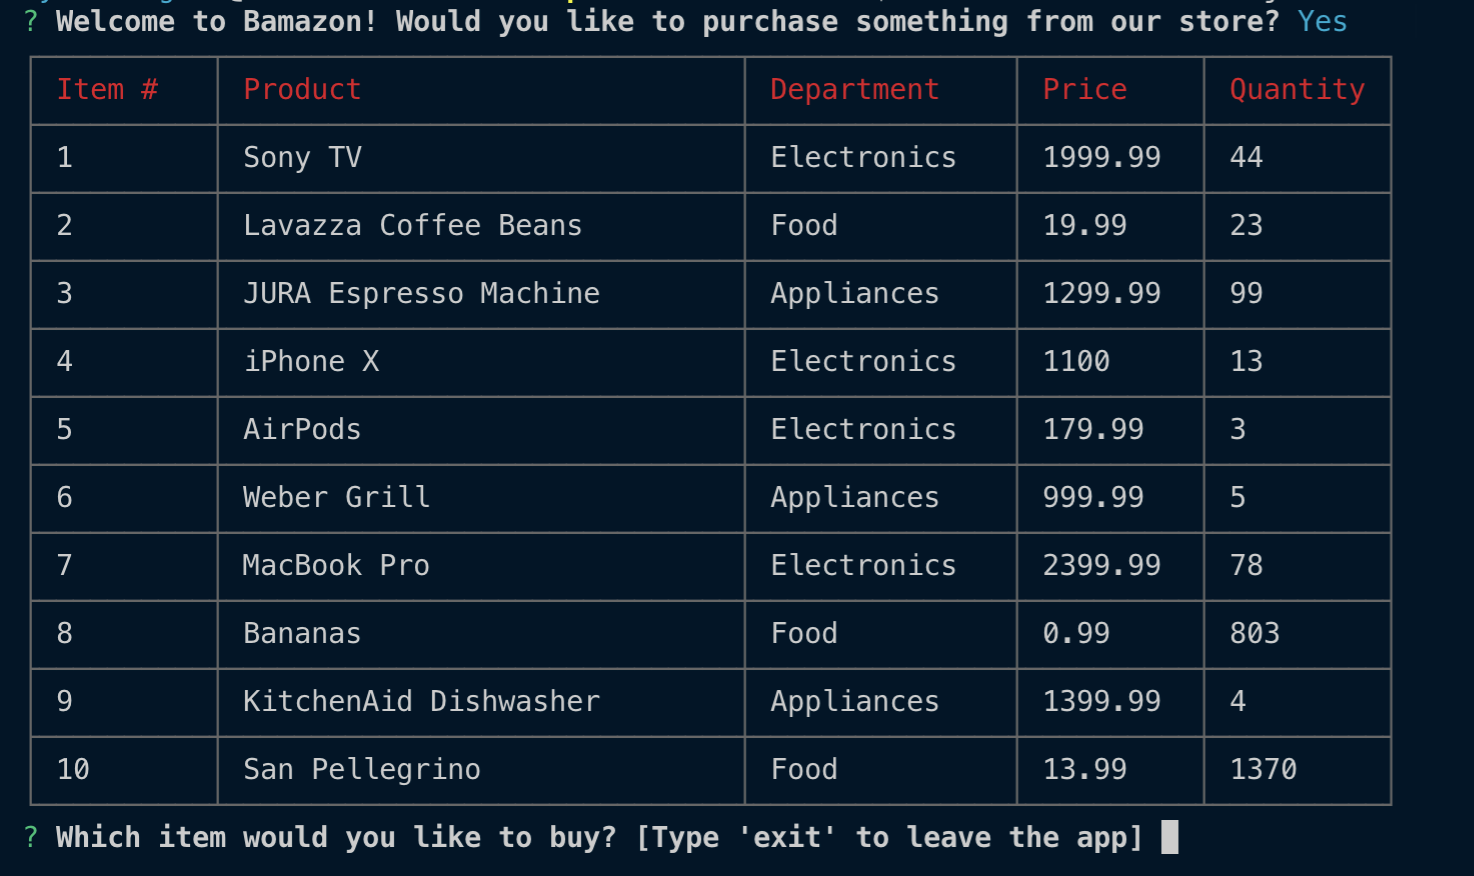 ? Welcome to Bamazon! Would you like to purchase something from our store? Yes
Item # Product Department Price Quantity
1 Sony TV Electronics 1999.99 44
2 Lavazza Coffee Beans Food 19.99 23
3 JURA Espresso Machine Appliances 1299.99 99
4 iPhone X Electronics 1100 13
5 AirPods Electronics 179.99 3
6 Weber Grill Appliances 999.99 5
7 MacBook Pro Electronics 2399.99 78
8 Bananas Food 0.99 803
9 KitchenAid Dishwasher Appliances 1399.99 4
10 San Pellegrino Food 13.99 1370
? Which item would you like to buy? [Type 'exit' to leave the app]